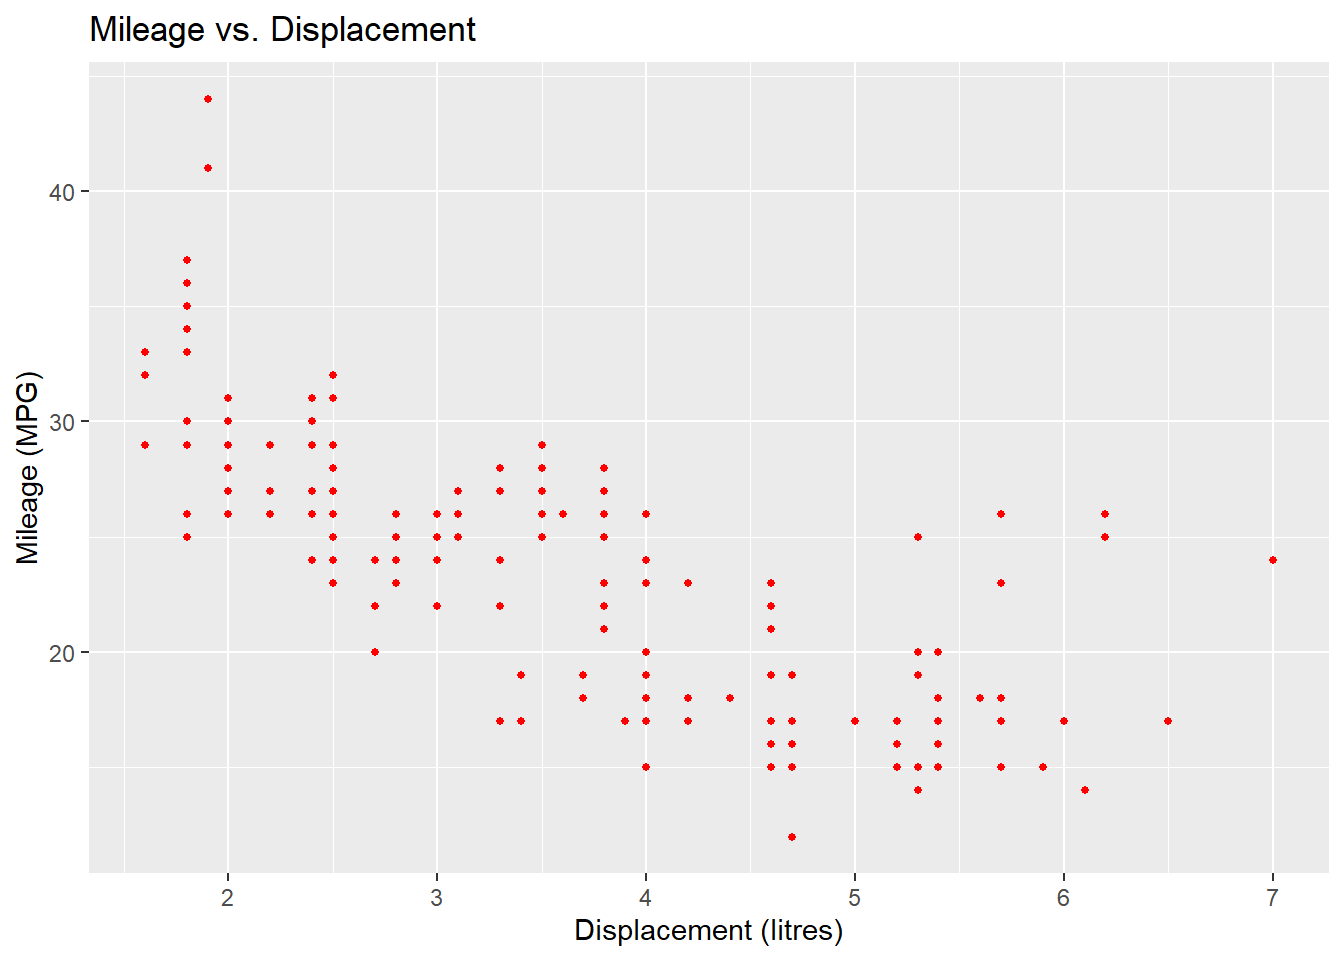 Mileage vs. Displacement
40
30
20
Mileage (MPG)
2 3 4 5 6 7
Displacement (litres)